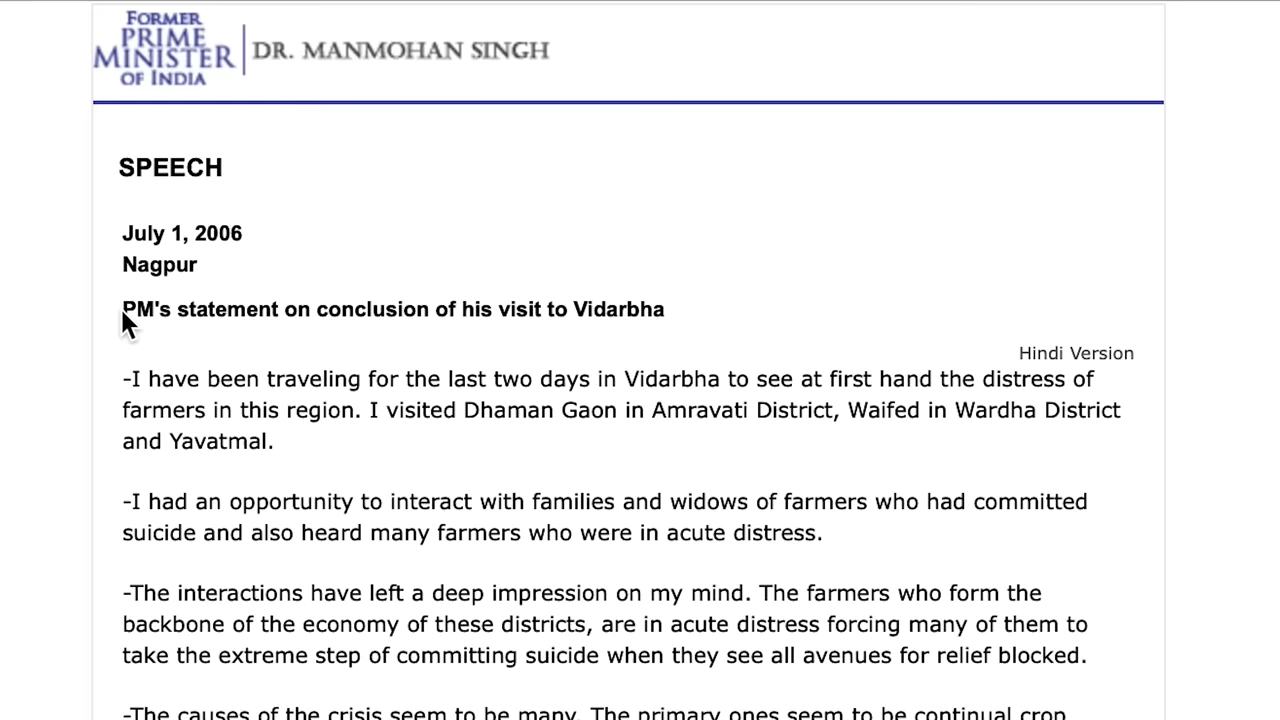 FORMER
PRIME
MINISTER
OF INDIA
DR. MANMOHAN SINGH
SPEECH
July 1, 2006
Nagpur
PM's statement on conclusion of his visit to Vidarbha
Hindi Version
-I have been traveling for the last two days in Vidarbha to see at first hand the distress of
farmers in this region. I visited Dhaman Gaon in Amravati District, Waifed in Wardha District
and Yavatmal.
-I had an opportunity to interact with families and widows of farmers who had committed
suicide and also heard many farmers who were in acute distress.
-The interactions have left a deep impression on my mind. The farmers who form the
backbone of the economy of these districts, are in acute distress forcing many of them to
take the extreme step of committing suicide when they see all avenues for relief blocked.
-The causes of the crisis seem to be many. The primary ones seem to be continual crop